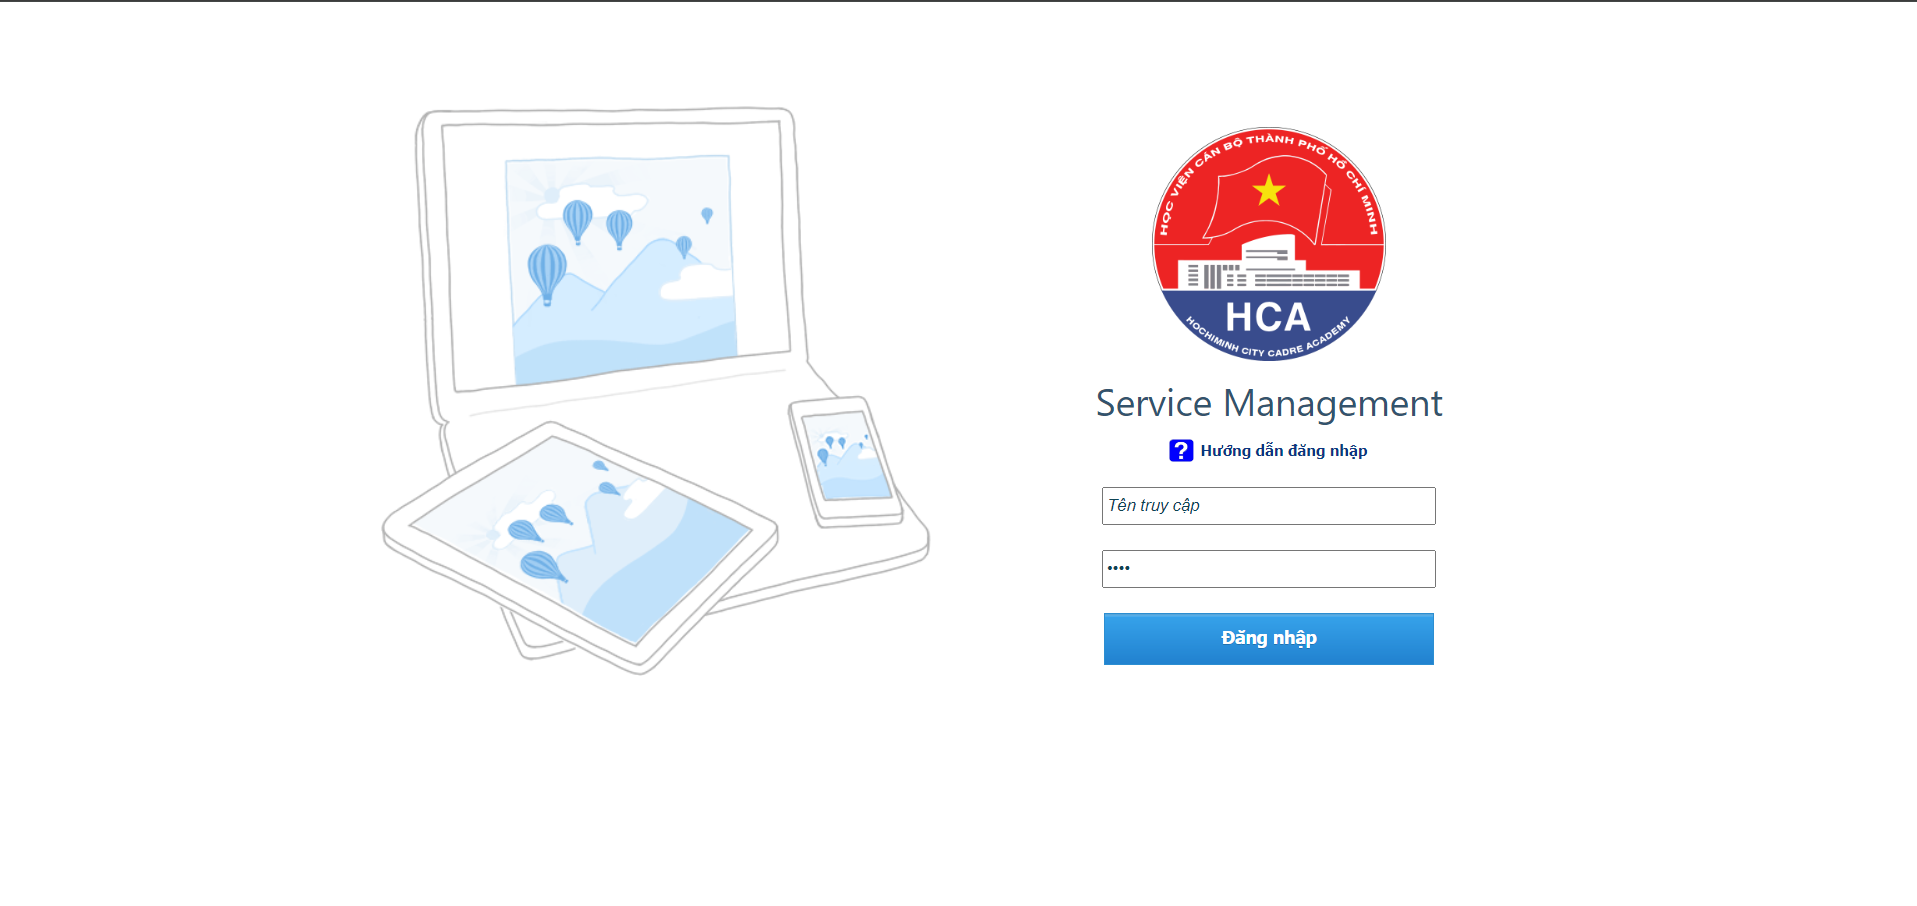 HỌC VIỆN CÁN BỘ THÀNH PHỐ HỒ CHÍ MINH
HCA
HOCHIMINH CITY CADRE ACADEMY
Service Management
? Hướng dẫn đăng nhập
Tên truy cập
••••
Đăng nhập